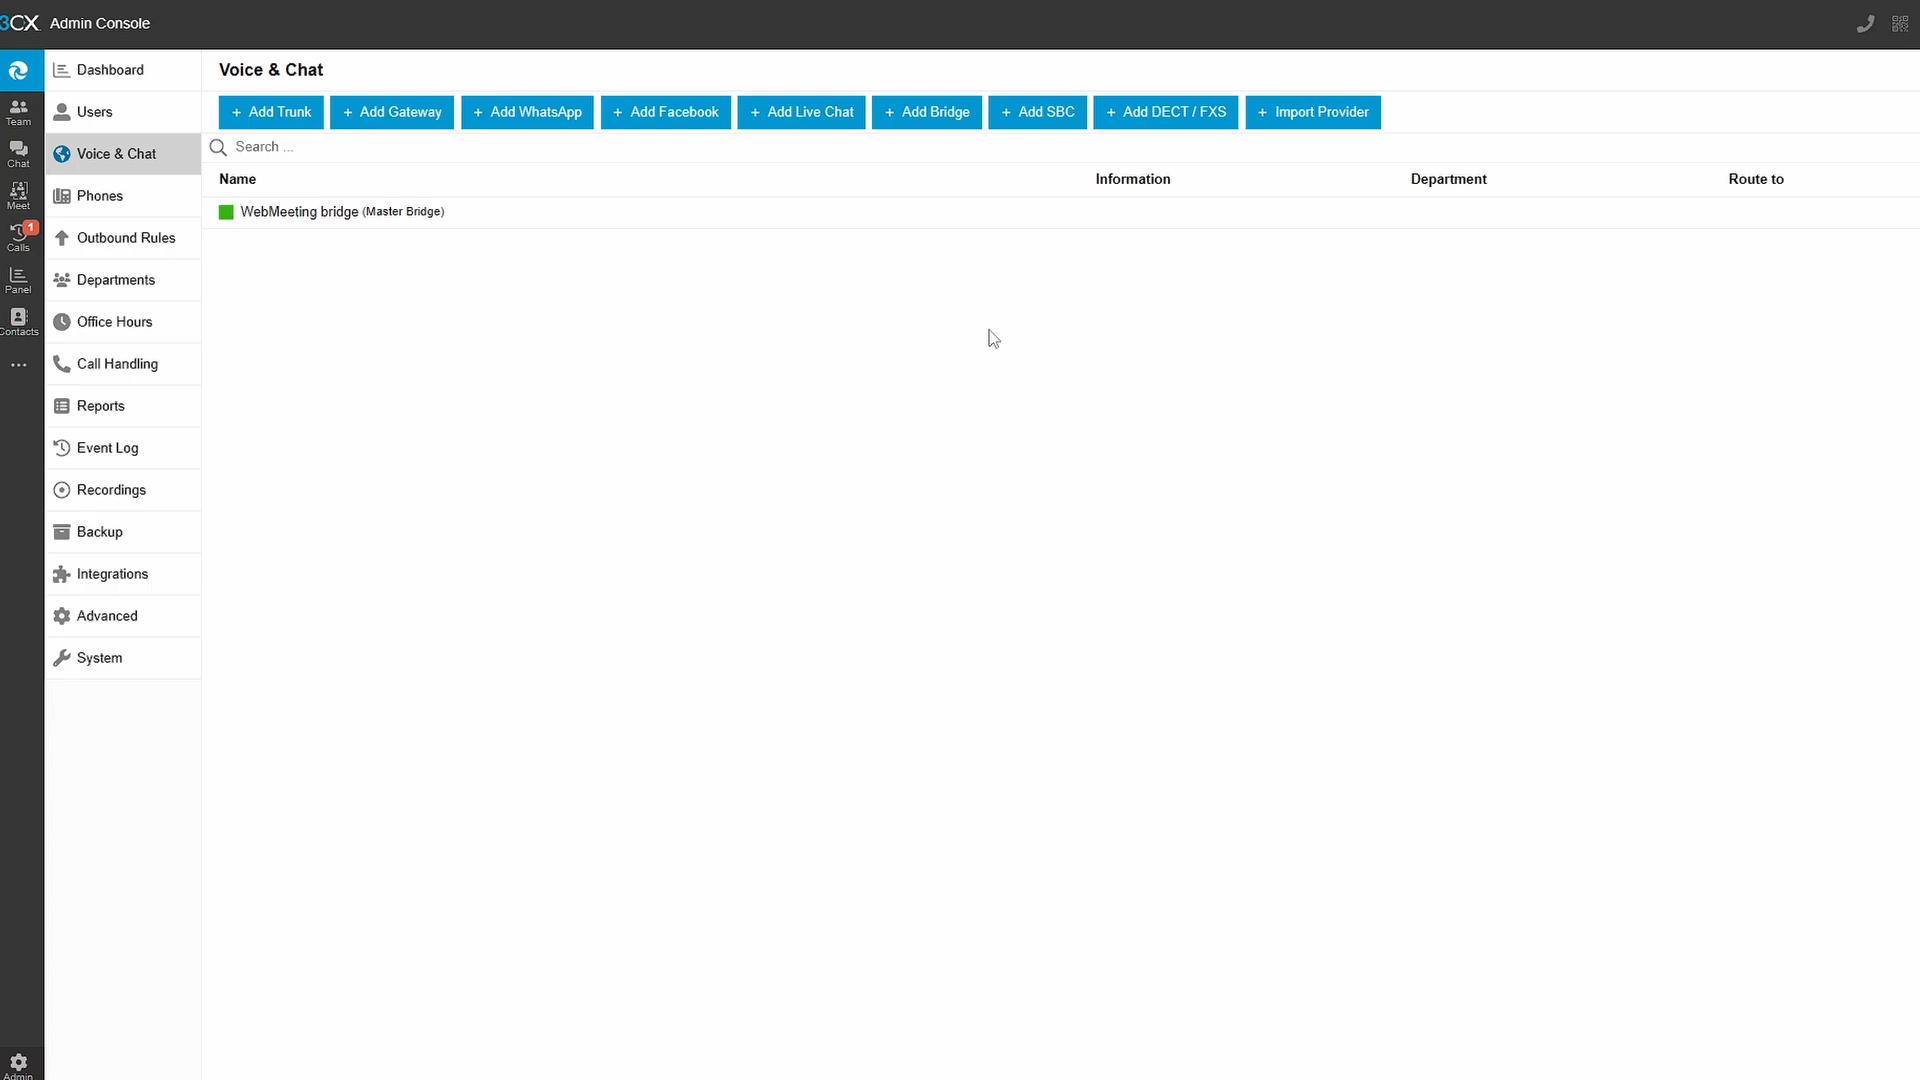 3CX Admin Console
Team
Chat
Meet
1
Calls
Panel
Contacts
Admin
Dashboard
Users
Voice & Chat
Phones
Outbound Rules
Departments
Office Hours
Call Handling
Reports
Event Log
Recordings
Backup
Integrations
Advanced
System
Voice & Chat
+ Add Trunk
+ Add Gateway
+ Add WhatsApp
+ Add Facebook
+ Add Live Chat
+ Add Bridge
+ Add SBC
+ Add DECT / FXS
+ Import Provider
Search ...
Name Information Department Route to
WebMeeting bridge (Master Bridge)